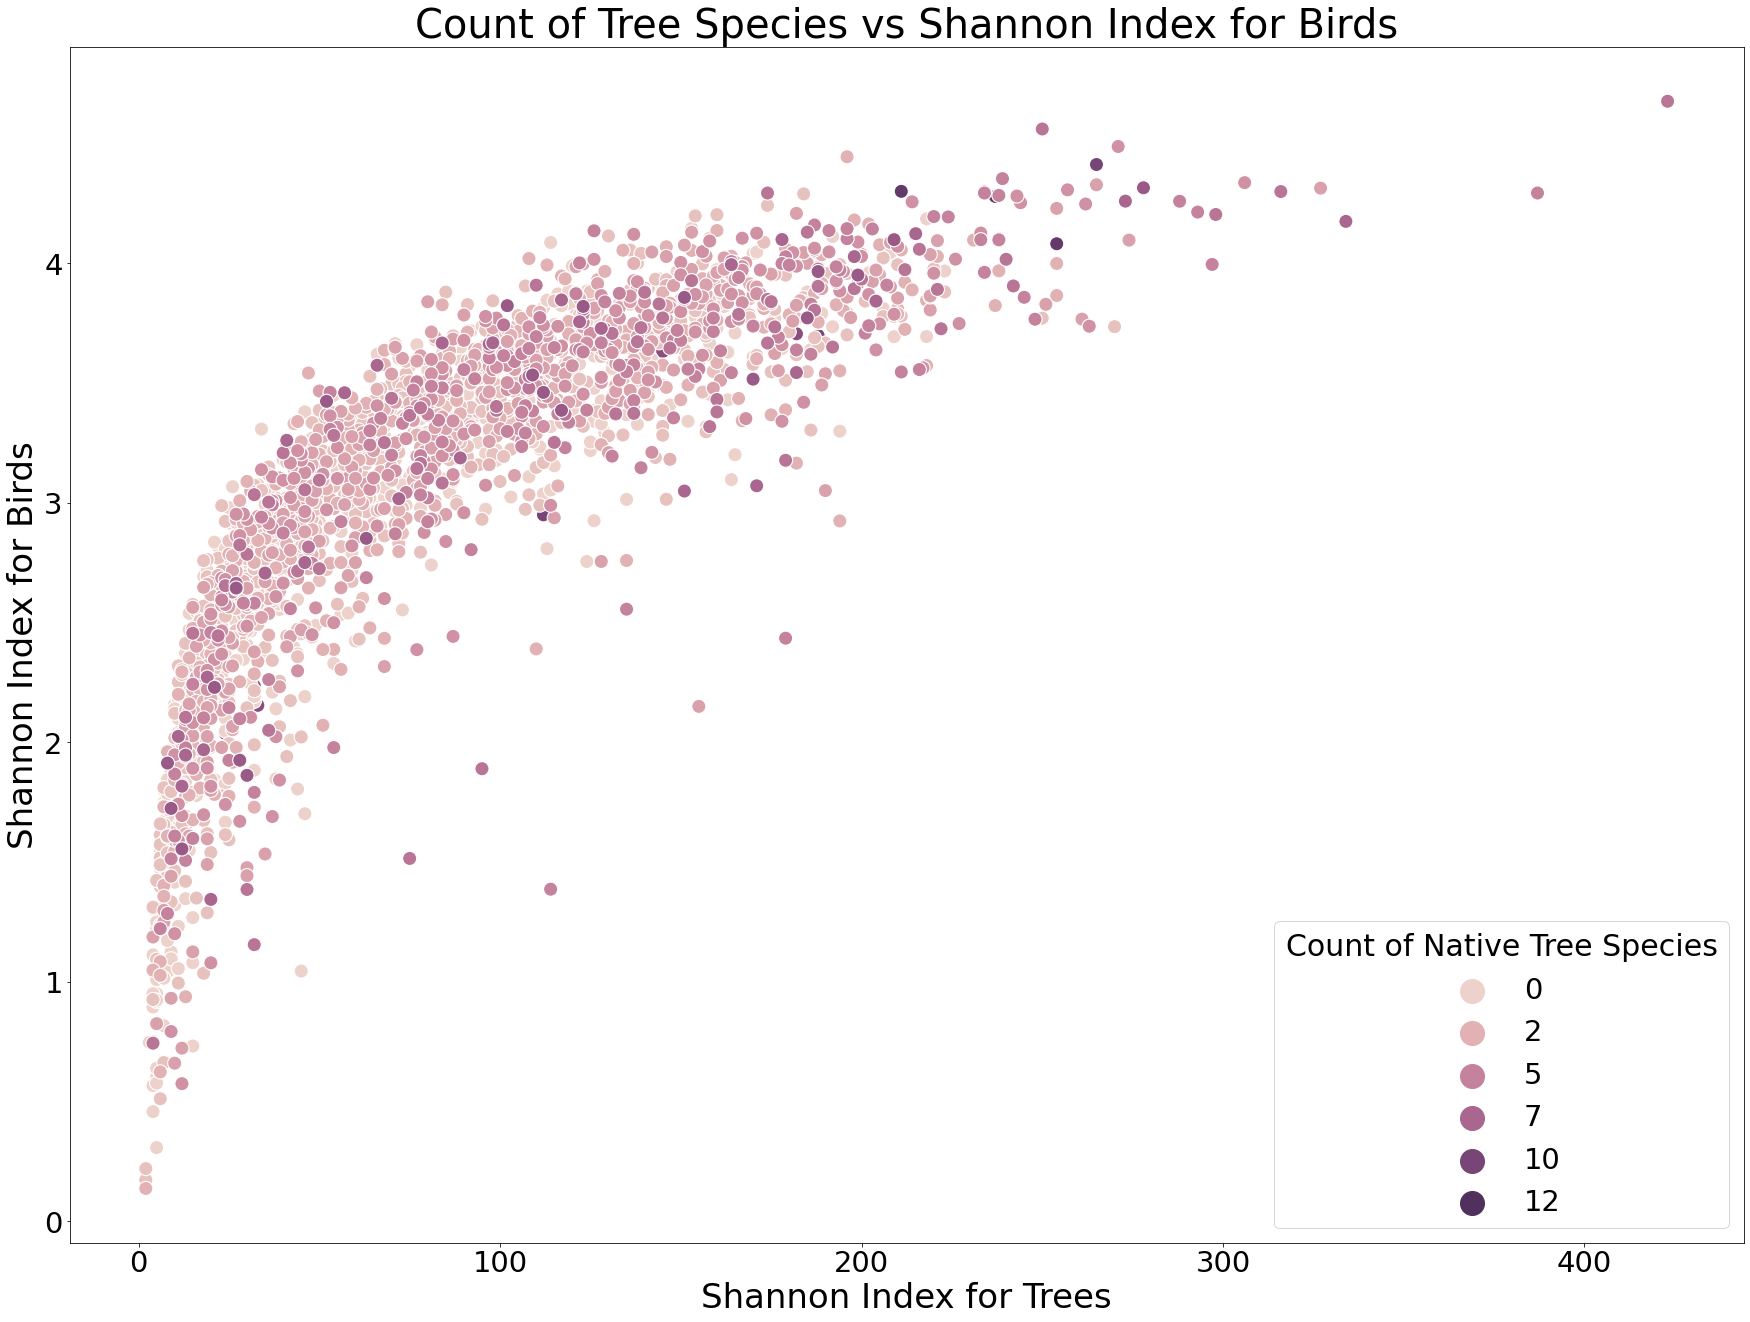 Count of Tree Species vs Shannon Index for Birds
Shannon Index for Birds
4
3
2
1
0
Count of Native Tree Species
0
2
5
7
10
12
0 100 200 300 400
Shannon Index for Trees